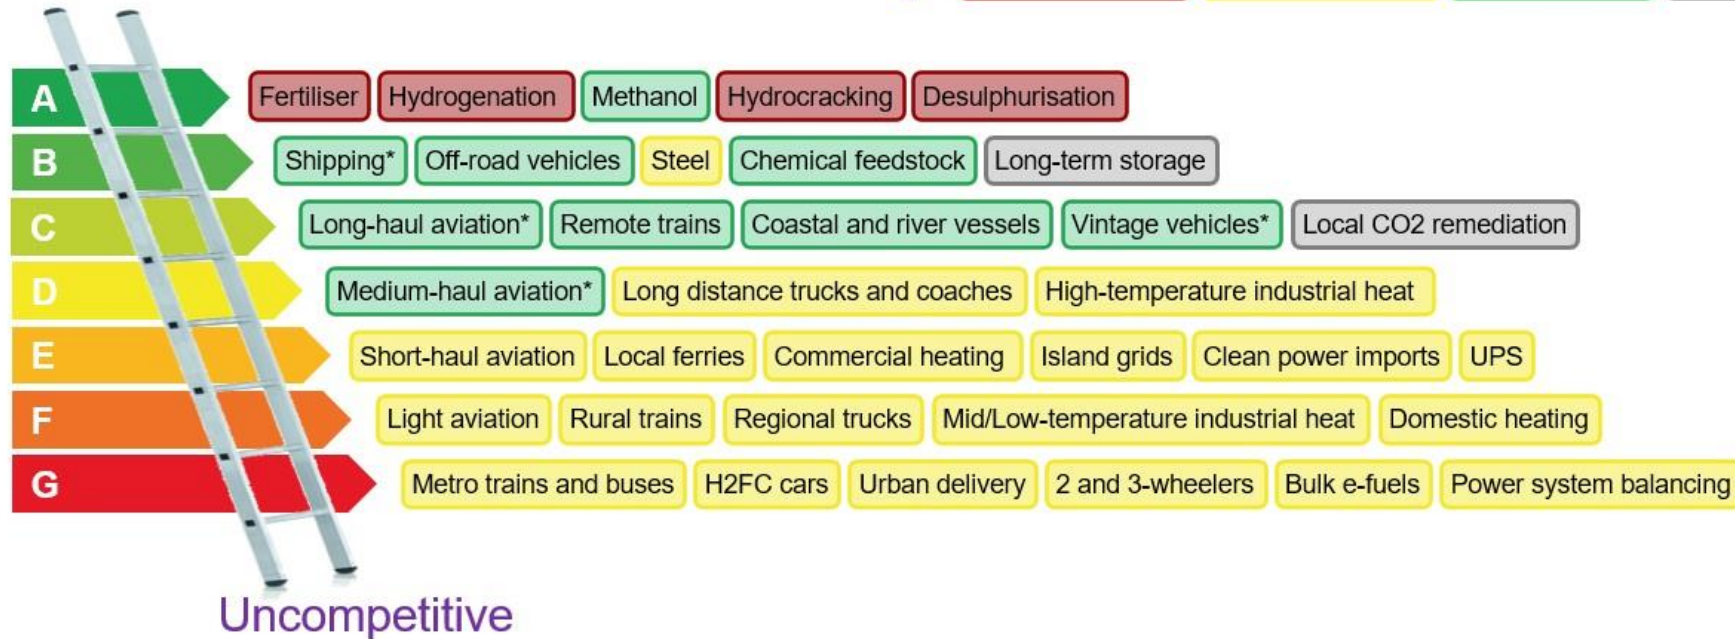 A Fertiliser Hydrogenation Methanol Hydrocracking Desulphurisation
B Shipping* Off-road vehicles Steel Chemical feedstock Long-term storage
C Long-haul aviation* Remote trains Coastal and river vessels Vintage vehicles* Local CO2 remediation
D Medium-haul aviation* Long distance trucks and coaches High-temperature industrial heat
E Short-haul aviation Local ferries Commercial heating Island grids Clean power imports UPS
F Light aviation Rural trains Regional trucks Mid/Low-temperature industrial heat Domestic heating
G Metro trains and buses H2FC cars Urban delivery 2 and 3-wheelers Bulk e-fuels Power system balancing
Uncompetitive